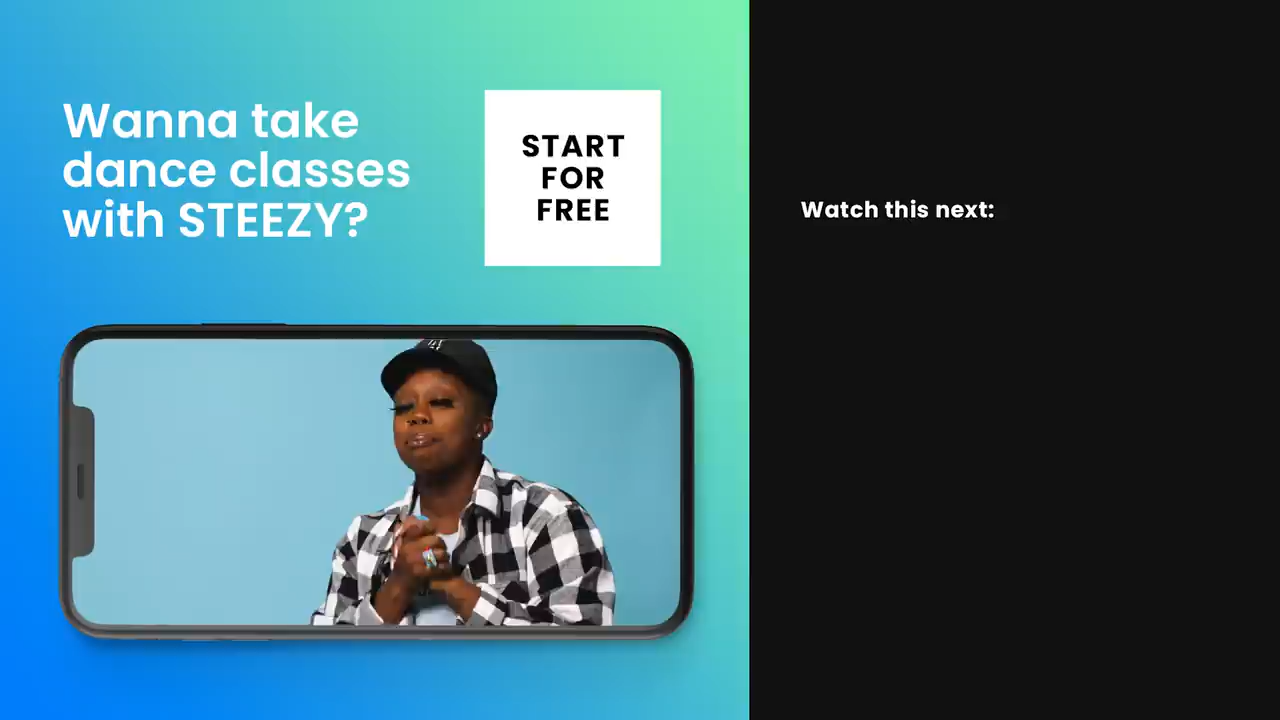 Wanna take
dance classes
with STEEZY?
START
FOR
FREE
Watch this next: